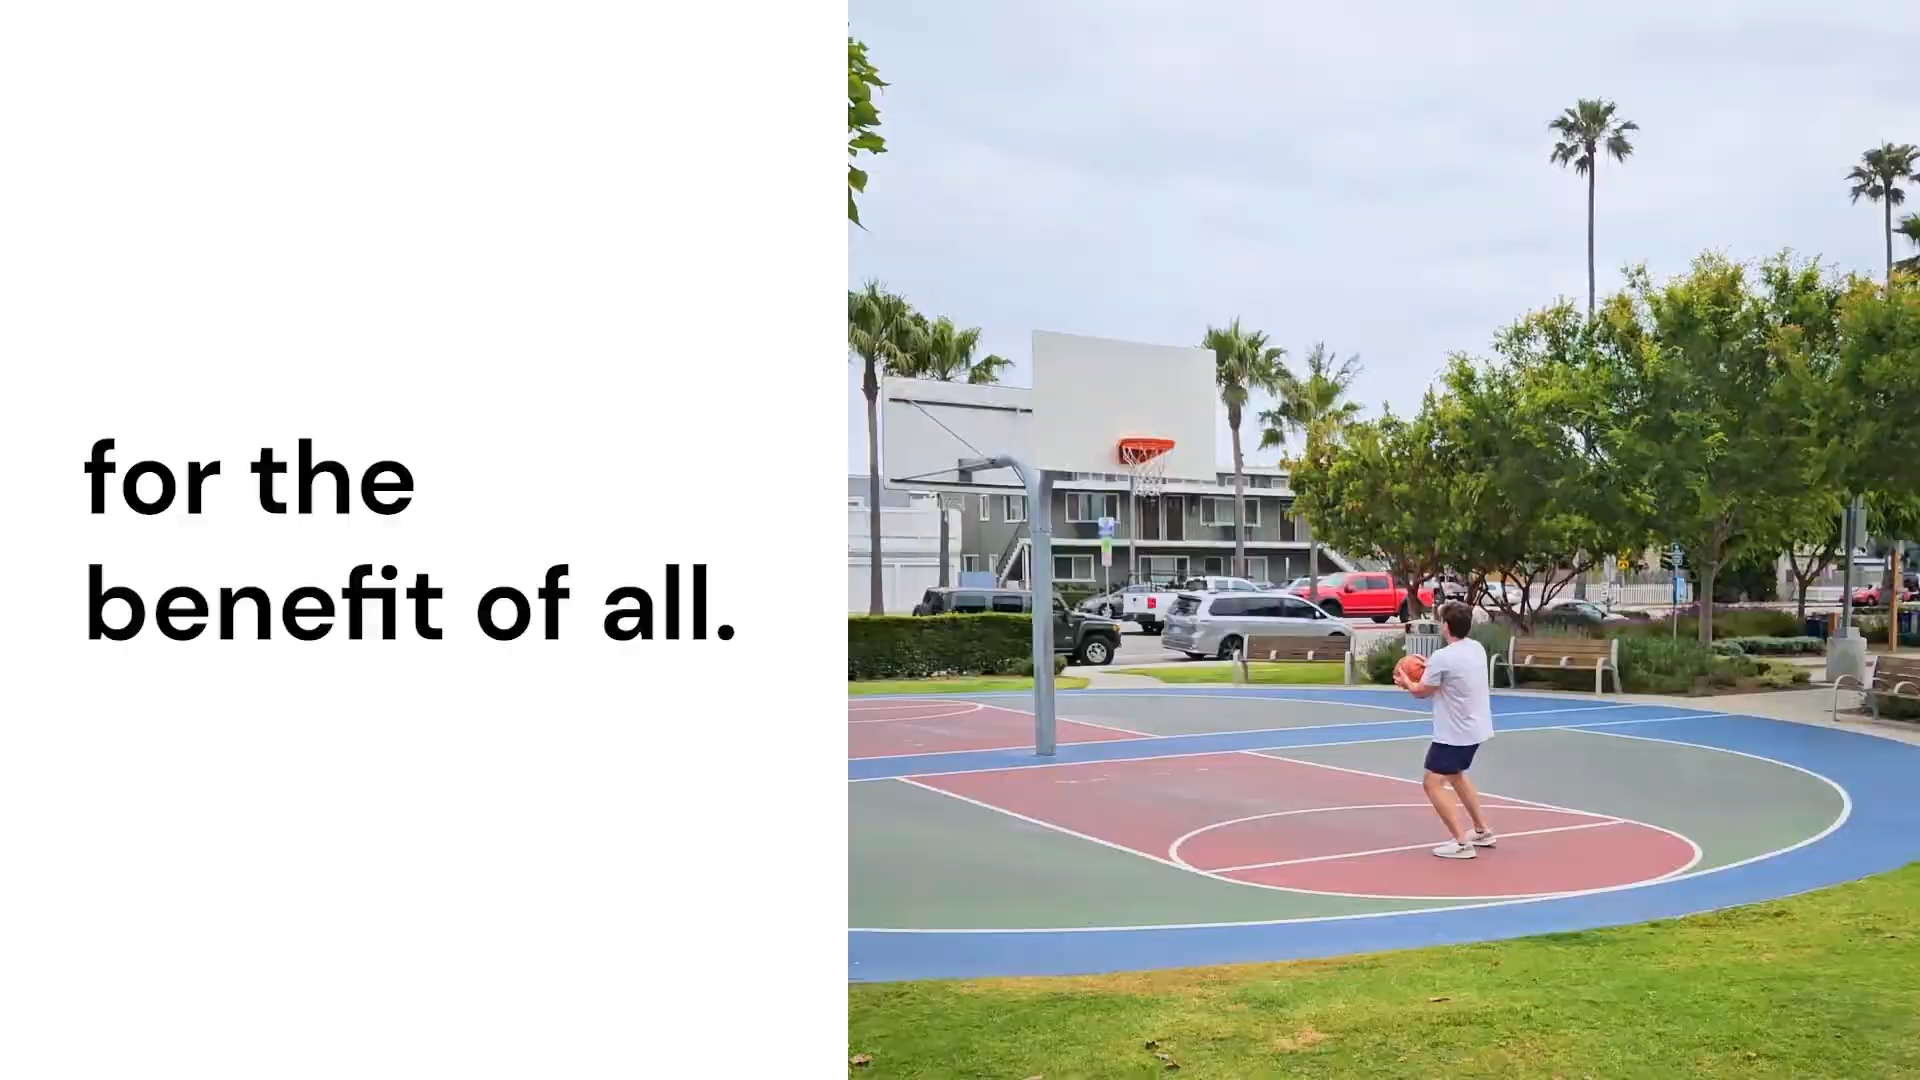 for the
benefit of all.